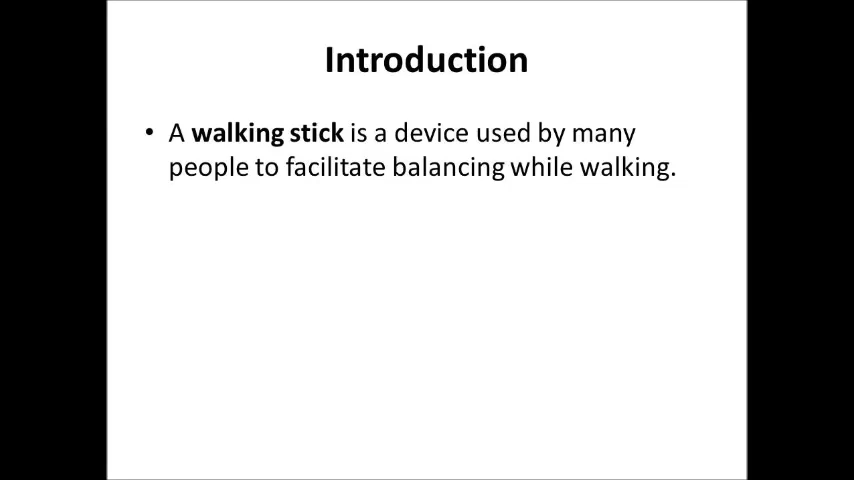 Introduction
• A walking stick is a device used by many
people to facilitate balancing while walking.